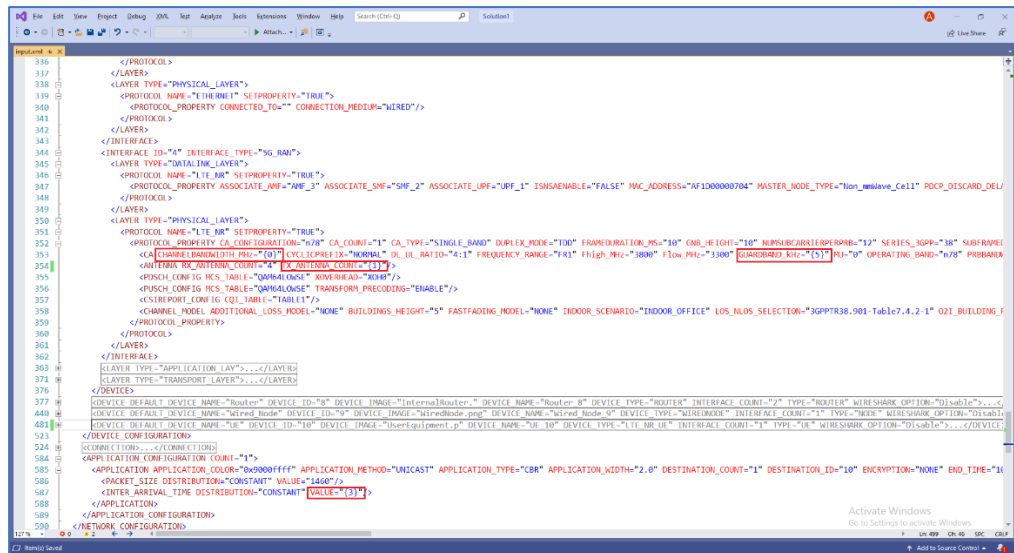 File Edit View Project Debug XML Test Analyze Tools Extensions Window Help Search (Ctrl+Q) Solution1
Attach... Live Share
input.xml
336 </PROTOCOL>
337 </LAYER>
338 <LAYER TYPE="PHYSICAL_LAYER">
339 <PROTOCOL NAME="ETHERNET" SETPROPERTY="TRUE">
340 <PROTOCOL_PROPERTY CONNECTED_TO="" CONNECTION_MEDIUM="WIRED"/>
341 </PROTOCOL>
342 </LAYER>
343 </INTERFACE>
344 <INTERFACE ID="4" INTERFACE_TYPE="5G_RAN">
345 <LAYER TYPE="DATALINK_LAYER">
346 <PROTOCOL NAME="LTE_NR" SETPROPERTY="TRUE">
347 <PROTOCOL_PROPERTY ASSOCIATE_AMF="AMF_3" ASSOCIATE_SMF="SMF_2" ASSOCIATE_UPF="UPF_1" ISNSAENABLE="FALSE" MAC_ADDRESS="AF1D00000704" MASTER_NODE_TYPE="Non_mmWave_Cell" PDCP_DISCARD_DELA
348 </PROTOCOL>
349 </LAYER>
350 <LAYER TYPE="PHYSICAL_LAYER">
351 <PROTOCOL NAME="LTE_NR" SETPROPERTY="TRUE">
352 <PROTOCOL_PROPERTY CA_CONFIGURATION="n78" CA_COUNT="1" CA_TYPE="SINGLE_BAND" DUPLEX_MODE="TDD" FRAMEDURATION_MS="10" GNB_HEIGHT="10" NUMSUBCARRIERPERPRB="12" SERIES_3GPP="38" SUBFRAMED
353 <CA CHANNELBANDWIDTH_MHz="{0}" CYCLICPREFIX="NORMAL" DL_UL_RATIO="4:1" FREQUENCY_RANGE="FR1" Fhigh_MHz="3800" Flow_MHz="3300" GUARDBAND_kHz="{5}" MU="0" OPERATING_BAND="n78" PRBBANDW
354 <ANTENNA RX_ANTENNA_COUNT="4" TX_ANTENNA_COUNT="{1}"/>
355 <PDSCH_CONFIG MCS_TABLE="QAM64LOWSE" XOVERHEAD="XOH0"/>
356 <PUSCH_CONFIG MCS_TABLE="QAM64LOWSE" TRANSFORM_PRECODING="ENABLE"/>
357 <CSIREPORT_CONFIG CQI_TABLE="TABLE1"/>
358 <CHANNEL_MODEL ADDITIONAL_LOSS_MODEL="NONE" BUILDINGS_HEIGHT="5" FASTFADING_MODEL="NONE" INDOOR_SCENARIO="INDOOR_OFFICE" LOS_NLOS_SELECTION="3GPPTR38.901-Table7.4.2-1" O2I_BUILDING_P
359 </PROTOCOL_PROPERTY>
360 </PROTOCOL>
361 </LAYER>
362 </INTERFACE>
363 <LAYER TYPE="APPLICATION_LAY">...</LAYER>
371 <LAYER TYPE="TRANSPORT_LAYER">...</LAYER>
376 </DEVICE>
377 <DEVICE DEFAULT_DEVICE_NAME="Router" DEVICE_ID="8" DEVICE_IMAGE="InternalRouter." DEVICE_NAME="Router_8" DEVICE_TYPE="ROUTER" INTERFACE_COUNT="2" TYPE="ROUTER" WIRESHARK_OPTION="Disable">...<
440 <DEVICE DEFAULT_DEVICE_NAME="Wired_Node" DEVICE_ID="9" DEVICE_IMAGE="WiredNode.png" DEVICE_NAME="Wired_Node_9" DEVICE_TYPE="WIREDNODE" INTERFACE_COUNT="1" TYPE="NODE" WIRESHARK_OPTION="Disabl
481 <DEVICE DEFAULT_DEVICE_NAME="UE" DEVICE_ID="10" DEVICE_IMAGE="UserEquipment.p" DEVICE_NAME="UE_10" DEVICE_TYPE="LTE_NR_UE" INTERFACE_COUNT="1" TYPE="UE" WIRESHARK_OPTION="Disable">...</DEVICE
523 </DEVICE_CONFIGURATION>
524 <CONNECTION>...</CONNECTION>
584 <APPLICATION_CONFIGURATION COUNT="1">
585 <APPLICATION APPLICATION_COLOR="0x9000ffff" APPLICATION_METHOD="UNICAST" APPLICATION_TYPE="CBR" APPLICATION_WIDTH="2.0" DESTINATION_COUNT="1" DESTINATION_ID="10" ENCRYPTION="NONE" END_TIME="10
586 <PACKET_SIZE DISTRIBUTION="CONSTANT" VALUE="1460"/>
587 <INTER_ARRIVAL_TIME DISTRIBUTION="CONSTANT" VALUE="{3}"/>
588 </APPLICATION>
589 </APPLICATION_CONFIGURATION>
590 </NETWORK_CONFIGURATION>
Activate Windows
Go to Settings to activate Windows.
127 % 0 2 Ln: 499 Ch: 46 SPC CRLF
Item(s) Saved Add to Source Control